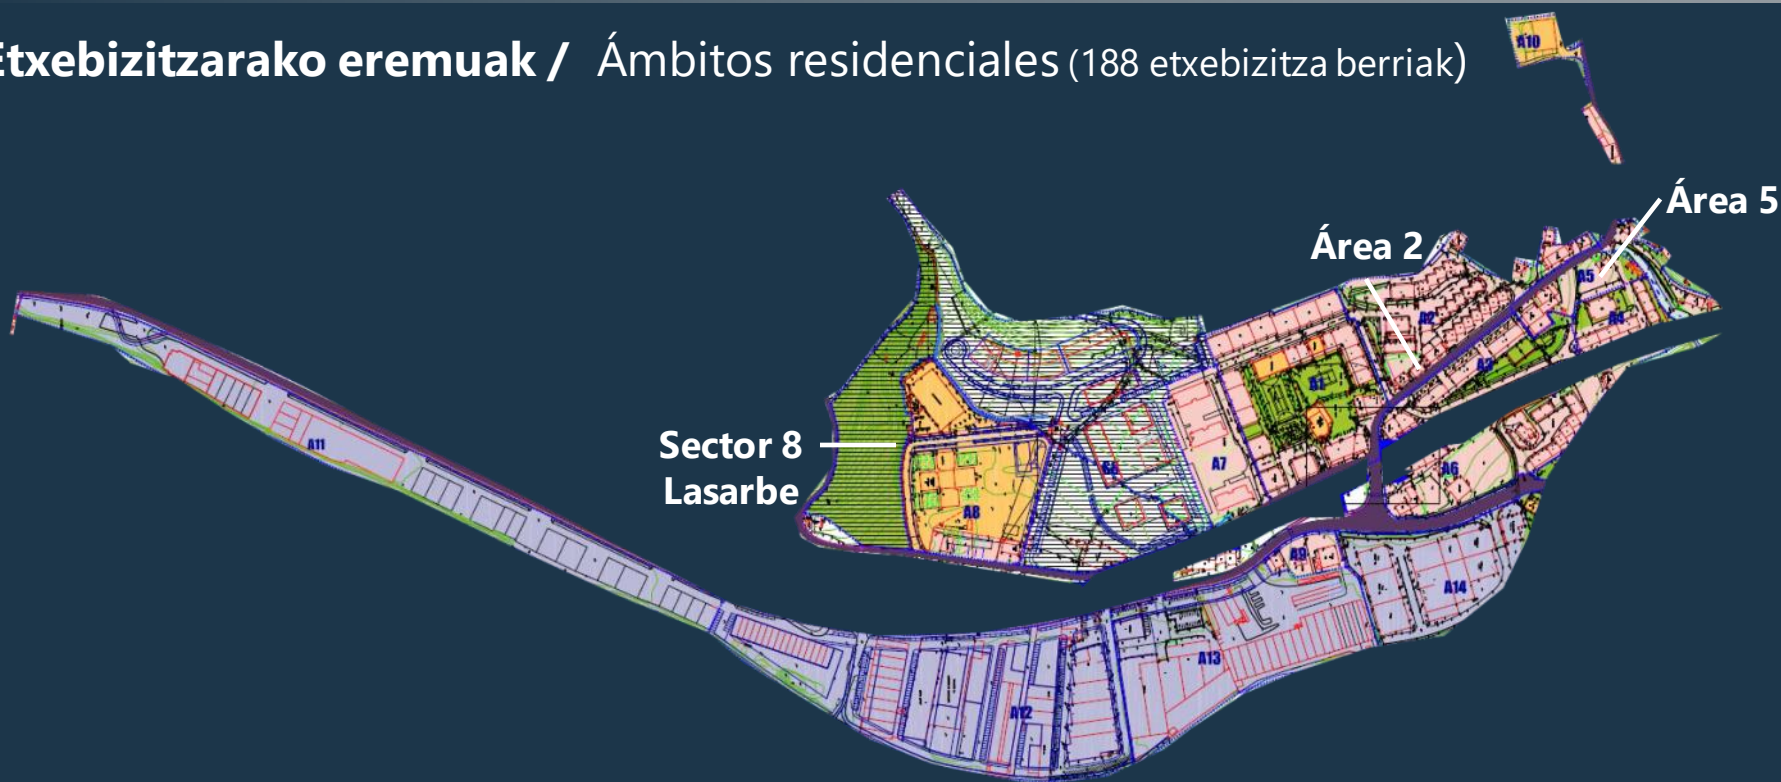 Etxebizitzarako eremuak / Ámbitos residenciales (188 etxebizitza berriak)
A10
Área 5
Área 2
A5
A2
A4
A3
A1
A11
Sector 8
Lasarbe
A7
A6
A8
A9
A14
A13
A12